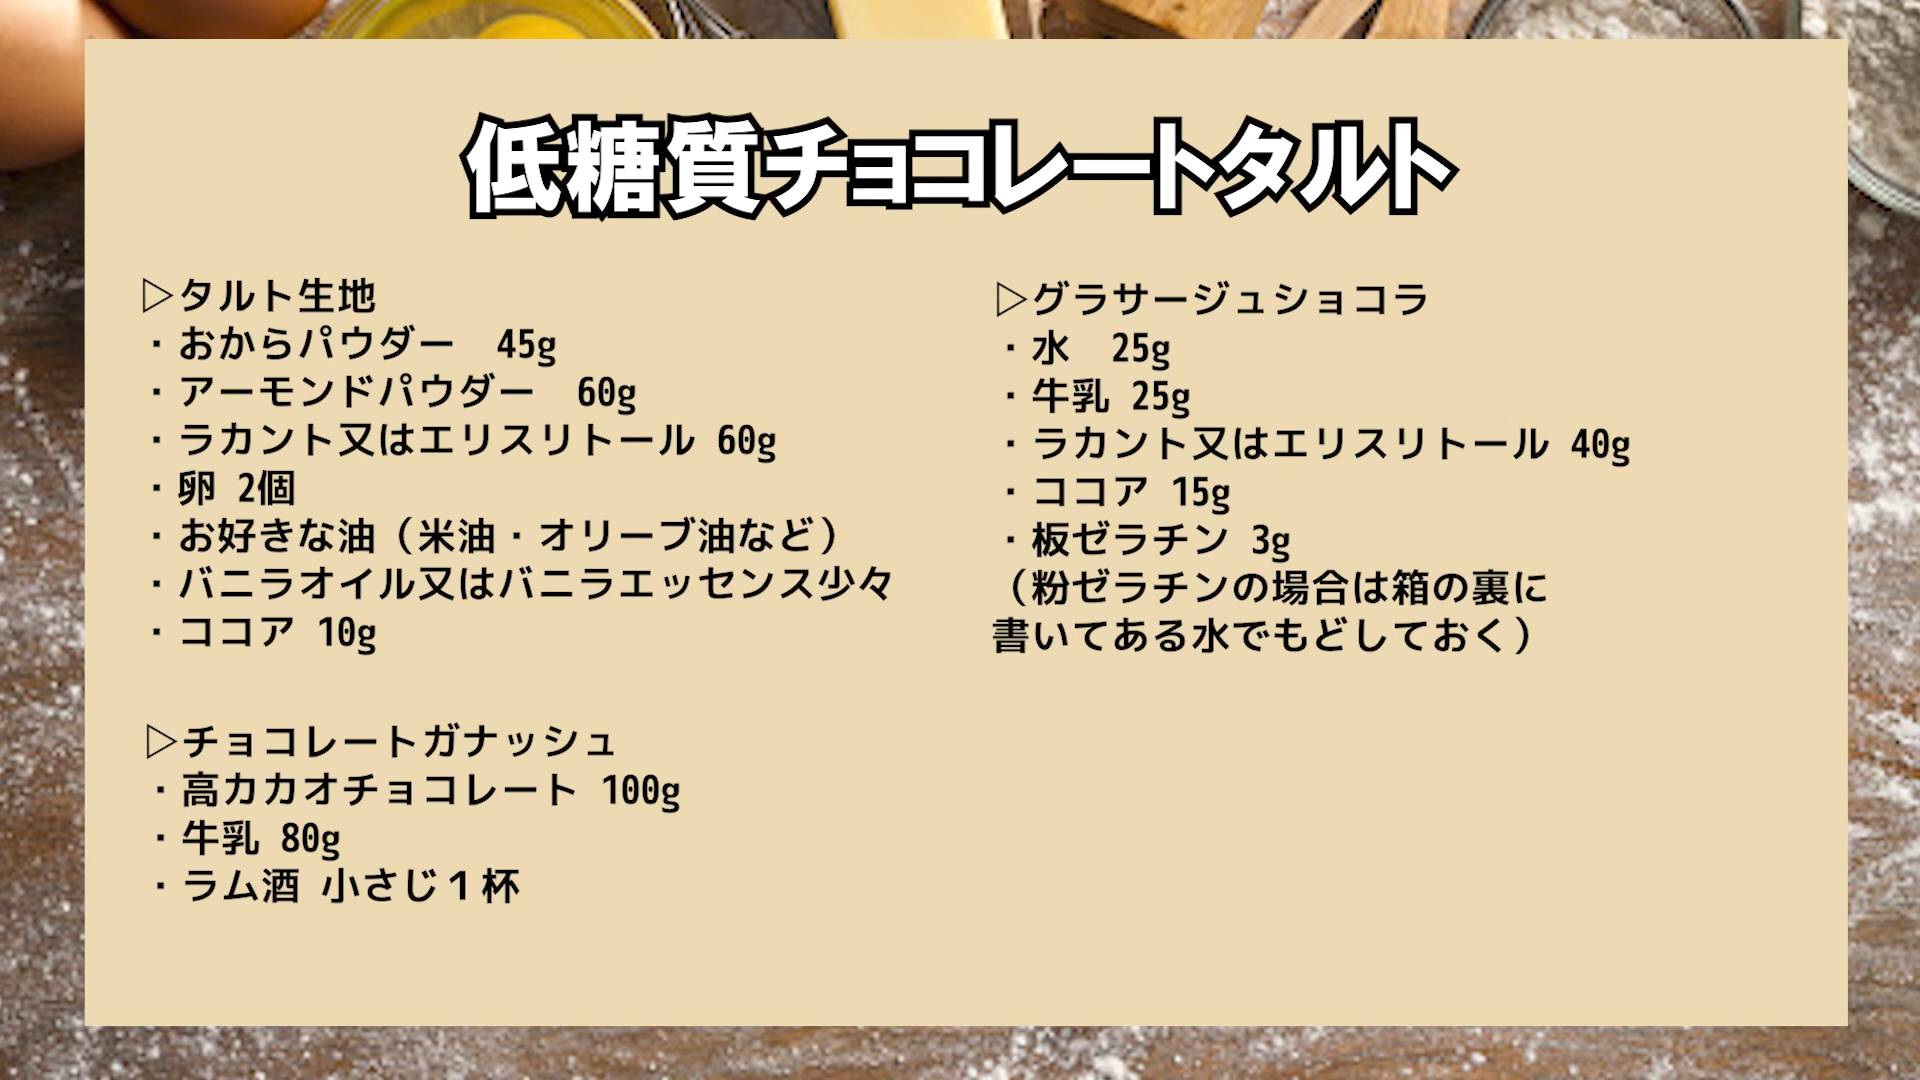 低糖質チョコレートタルト
▷タルト生地
・おからパウダー　45g
・アーモンドパウダー　60g
・ラカント又はエリスリトール 60g
・卵 2個
・お好きな油（米油・オリーブ油など）
・バニラオイル又はバニラエッセンス少々
・ココア 10g
▷チョコレートガナッシュ
・高カカオチョコレート 100g
・牛乳 80g
・ラム酒 小さじ１杯
▷グラサージュショコラ
・水　25g
・牛乳 25g
・ラカント又はエリスリトール 40g
・ココア 15g
・板ゼラチン 3g
（粉ゼラチンの場合は箱の裏に
書いてある水でもどしておく）